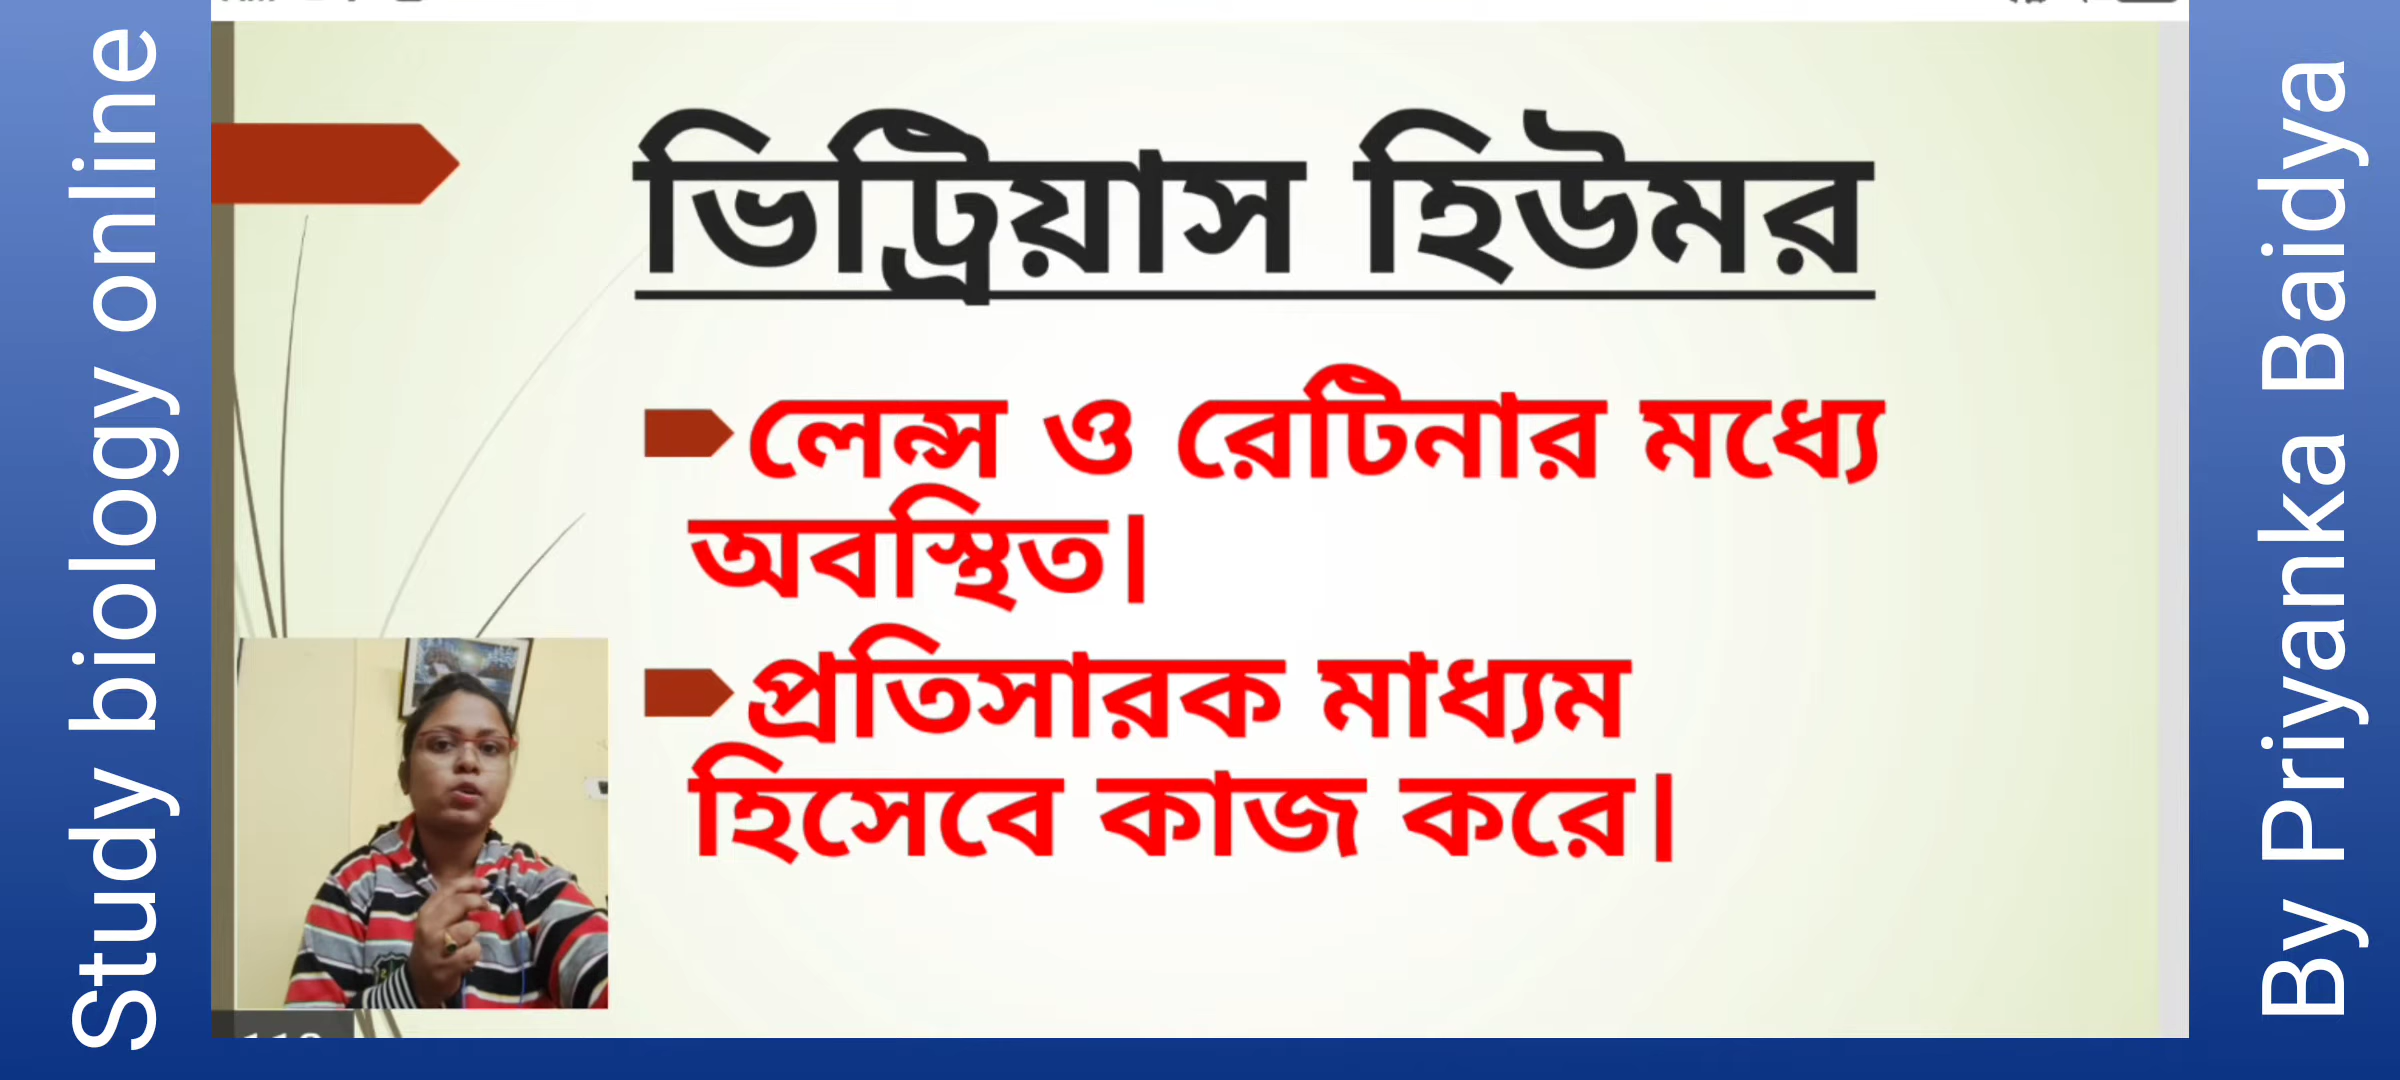 Study biology online
ভিট্রিয়াস হিউমর
লেন্স ও রেটিনার মধ্যে
অবস্থিত।
প্রতিসারক মাধ্যম
হিসেবে কাজ করে।
By Priyanka Baidya